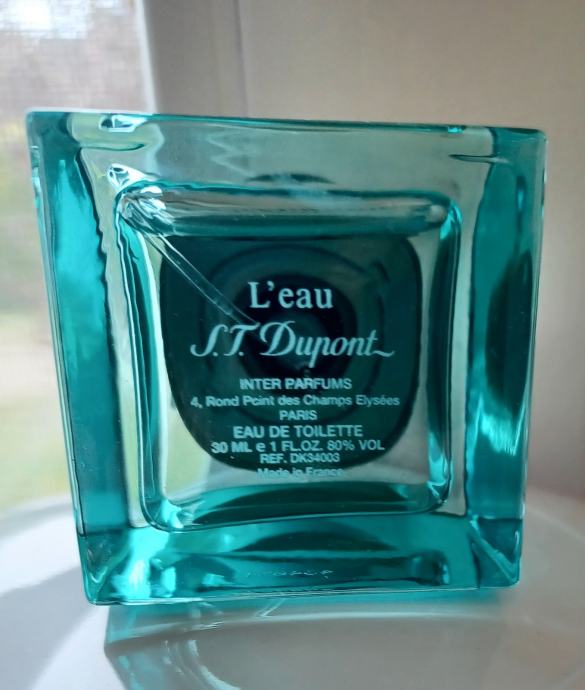 L'eau
S.T. Dupont
INTER PARFUMS
4, Rond Point des Champs Elysées
PARIS
EAU DE TOILETTE
30 ML e 1 FL.OZ. 80% VOL
REF. DK34003
Made in France